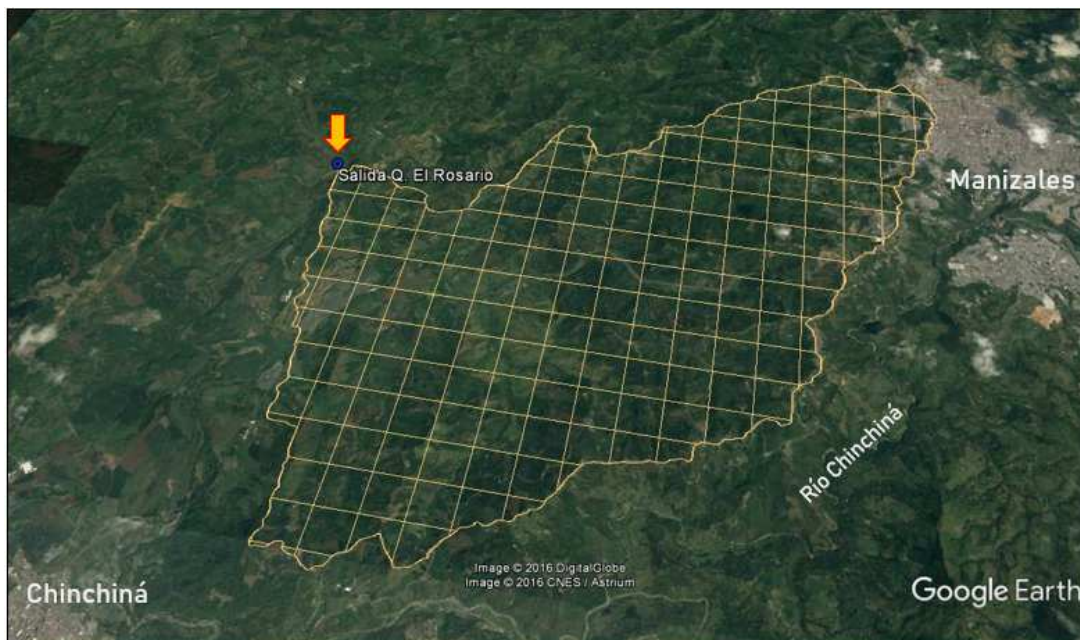 Salida Q. El Rosario
Manizales
Río Chinchiná
Image © 2016 DigitalGlobe
Image © 2016 CNES / Astrium
Chinchiná
Google Earth